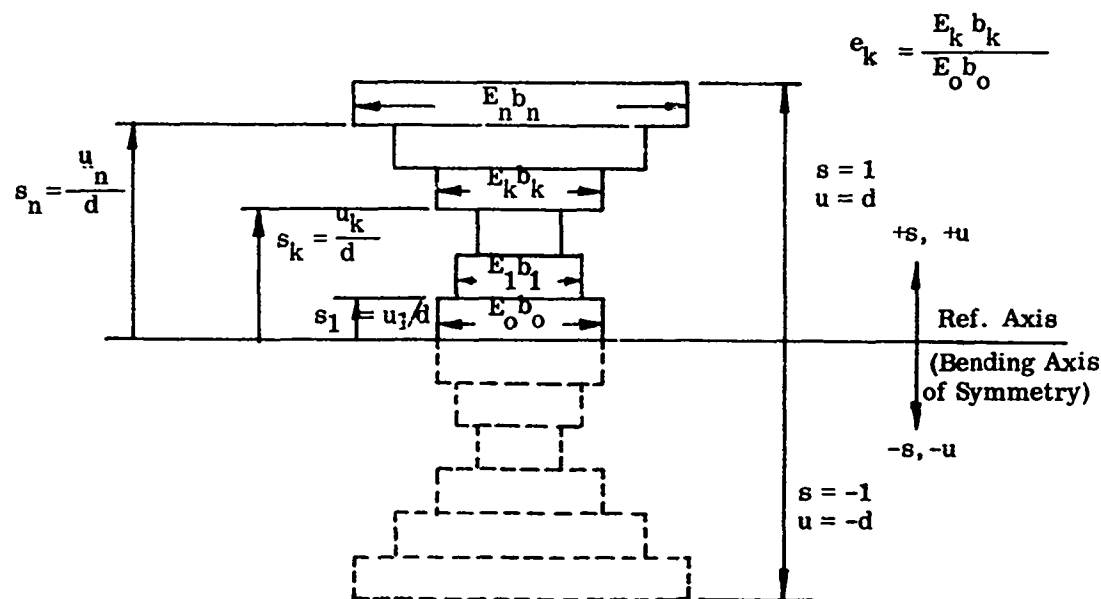 e_k = E_k b_k / E_o b_o
E_n b_n
s_n = u_n / d
E_k b_k
s = 1
u = d
s_k = u_k / d
+s, +u
E_1 b_1
s_1 = u_1/d
E_o b_o
Ref. Axis
(Bending Axis
of Symmetry)
-s, -u
s = -1
u = -d